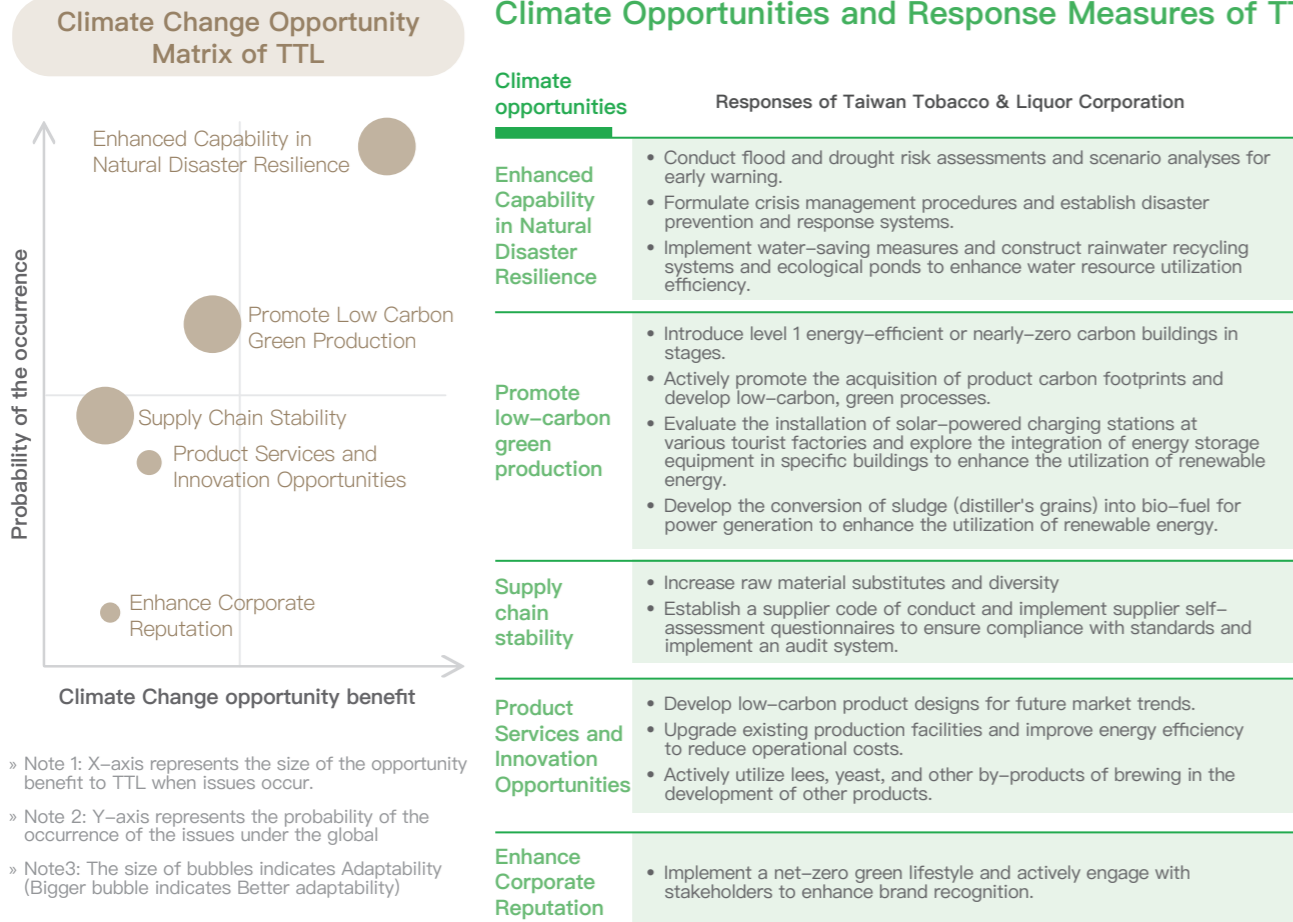 Climate Change Opportunity
Matrix of TTL
Probability of the occurrence
Enhanced Capability in
Natural Disaster Resilience
Promote Low Carbon
Green Production
Supply Chain Stability
Product Services and
Innovation Opportunities
Enhance Corporate
Reputation
Climate Change opportunity benefit
» Note 1: X-axis represents the size of the opportunity
benefit to TTL when issues occur.
» Note 2: Y-axis represents the probability of the
occurrence of the issues under the global
» Note3: The size of bubbles indicates Adaptability
(Bigger bubble indicates Better adaptability)
Climate Opportunities and Response Measures of TT
Climate
opportunities
Responses of Taiwan Tobacco & Liquor Corporation
Enhanced
Capability
in Natural
Disaster
Resilience
• Conduct flood and drought risk assessments and scenario analyses for
early warning.
• Formulate crisis management procedures and establish disaster
prevention and response systems.
• Implement water-saving measures and construct rainwater recycling
systems and ecological ponds to enhance water resource utilization
efficiency.
Promote
low-carbon
green
production
• Introduce level 1 energy-efficient or nearly-zero carbon buildings in
stages.
• Actively promote the acquisition of product carbon footprints and
develop low-carbon, green processes.
• Evaluate the installation of solar-powered charging stations at
various tourist factories and explore the integration of energy storage
equipment in specific buildings to enhance the utilization of renewable
energy.
• Develop the conversion of sludge (distiller's grains) into bio-fuel for
power generation to enhance the utilization of renewable energy.
Supply
chain
stability
• Increase raw material substitutes and diversity
• Establish a supplier code of conduct and implement supplier self-
assessment questionnaires to ensure compliance with standards and
implement an audit system.
Product
Services and
Innovation
Opportunities
• Develop low-carbon product designs for future market trends.
• Upgrade existing production facilities and improve energy efficiency
to reduce operational costs.
• Actively utilize lees, yeast, and other by-products of brewing in the
development of other products.
Enhance
Corporate
Reputation
• Implement a net-zero green lifestyle and actively engage with
stakeholders to enhance brand recognition.